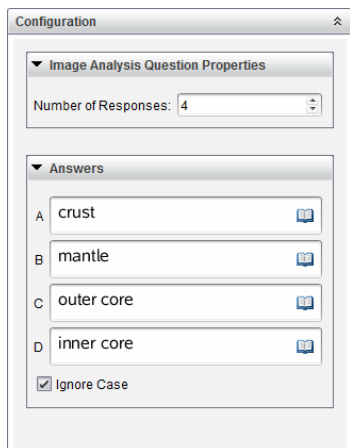 Configuration
Image Analysis Question Properties
Number of Responses: 4
Answers
A crust
B mantle
C outer core
D inner core
Ignore Case